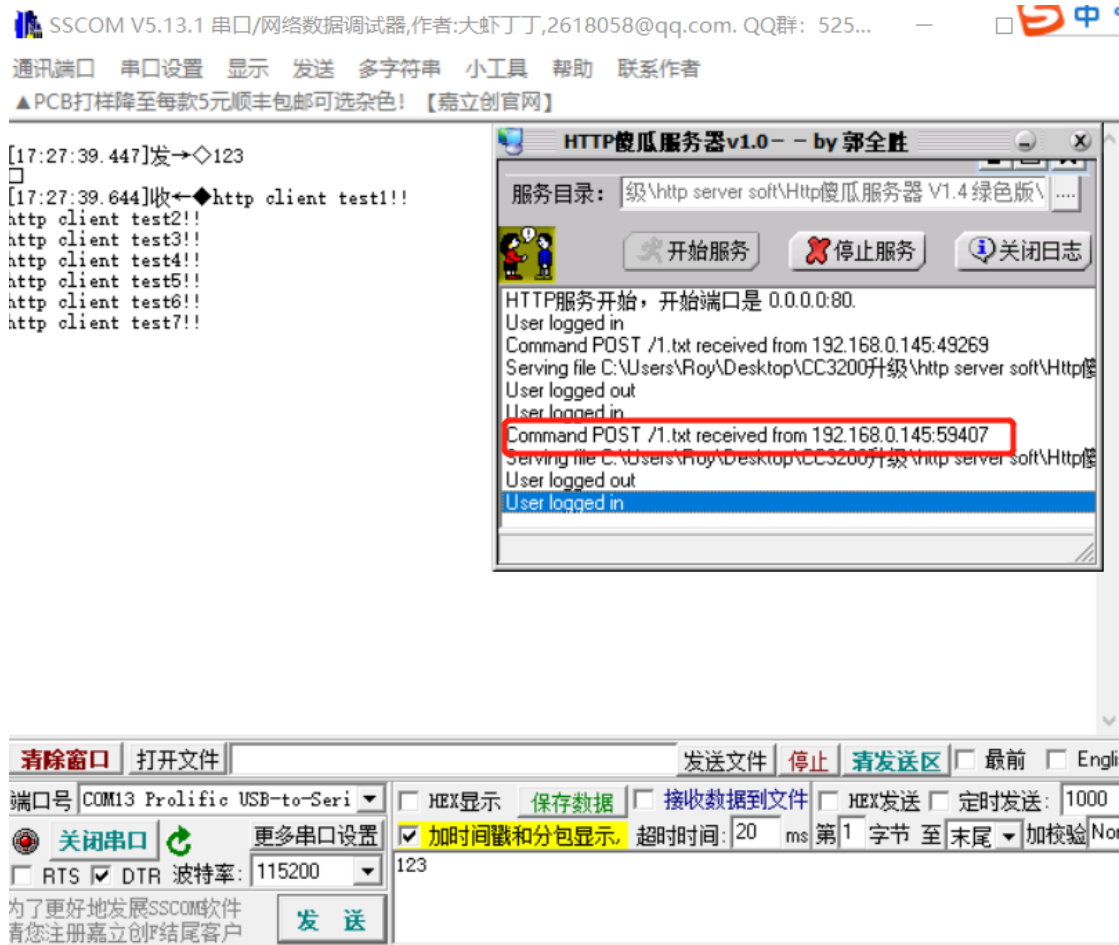 SSCOM V5.13.1 串口/网络数据调试器,作者:大虾丁丁,2618058@qq.com. QQ群: 525...
中
通讯端口 串口设置 显示 发送 多字符串 小工具 帮助 联系作者
▲PCB打样降至每款5元顺丰包邮可选杂色！【嘉立创官网】
[17:27:39.447]发→◇123
□
[17:27:39.644]收←◆http client test1!!
http client test2!!
http client test3!!
http client test4!!
http client test5!!
http client test6!!
http client test7!!
HTTP傻瓜服务器v1.0－－by 郭全胜
服务目录： 级\http server soft\Http傻瓜服务器 V1.4 绿色版\ ....
开始服务 停止服务 关闭日志
HTTP服务开始，开始端口是 0.0.0.0:80.
User logged in
Command POST /1.txt received from 192.168.0.145:49269
Serving file C:\Users\Roy\Desktop\CC3200升级\http server soft\Http傻
User logged out
User logged in
Command POST /1.txt received from 192.168.0.145:59407
Serving file C:\Users\Roy\Desktop\CC3200升级\http server soft\Http傻
User logged out
User logged in
清除窗口 打开文件 发送文件 停止 清发送区 最前 Engli
端口号 COM13 Prolific USB-to-Seri HEX显示 保存数据 接收数据到文件 HEX发送 定时发送: 1000
关闭串口 更多串口设置 加时间戳和分包显示, 超时时间: 20 ms 第 1 字节 至 末尾 加校验 Non
RTS DTR 波特率: 115200 123
为了更好地发展SSCOM软件
请您注册嘉立创F结尾客户
发 送